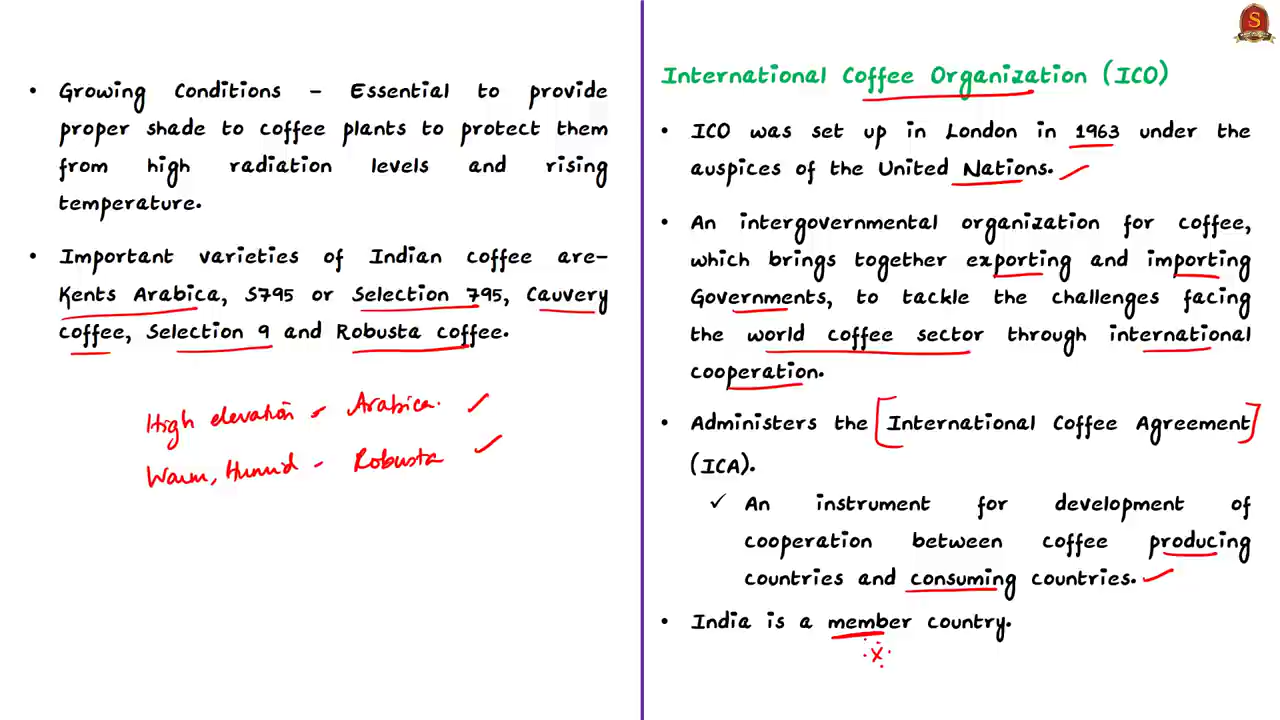 • Growing Conditions – Essential to provide
proper shade to coffee plants to protect them
from high radiation levels and rising
temperature.
• Important varieties of Indian coffee are–
Kents Arabica, S795 or Selection 795, Cauvery
coffee, Selection 9 and Robusta coffee.
High elevation - Arabica. ✓
Warm, Humid - Robusta ✓
S
International Coffee Organization (ICO)
• ICO was set up in London in 1963 under the
auspices of the United Nations.
• An intergovernmental organization for coffee,
which brings together exporting and importing
Governments, to tackle the challenges facing
the world coffee sector through international
cooperation.
• Administers the [International Coffee Agreement]
(ICA).
✓ An instrument for development of
cooperation between coffee producing
countries and consuming countries.
• India is a member country.